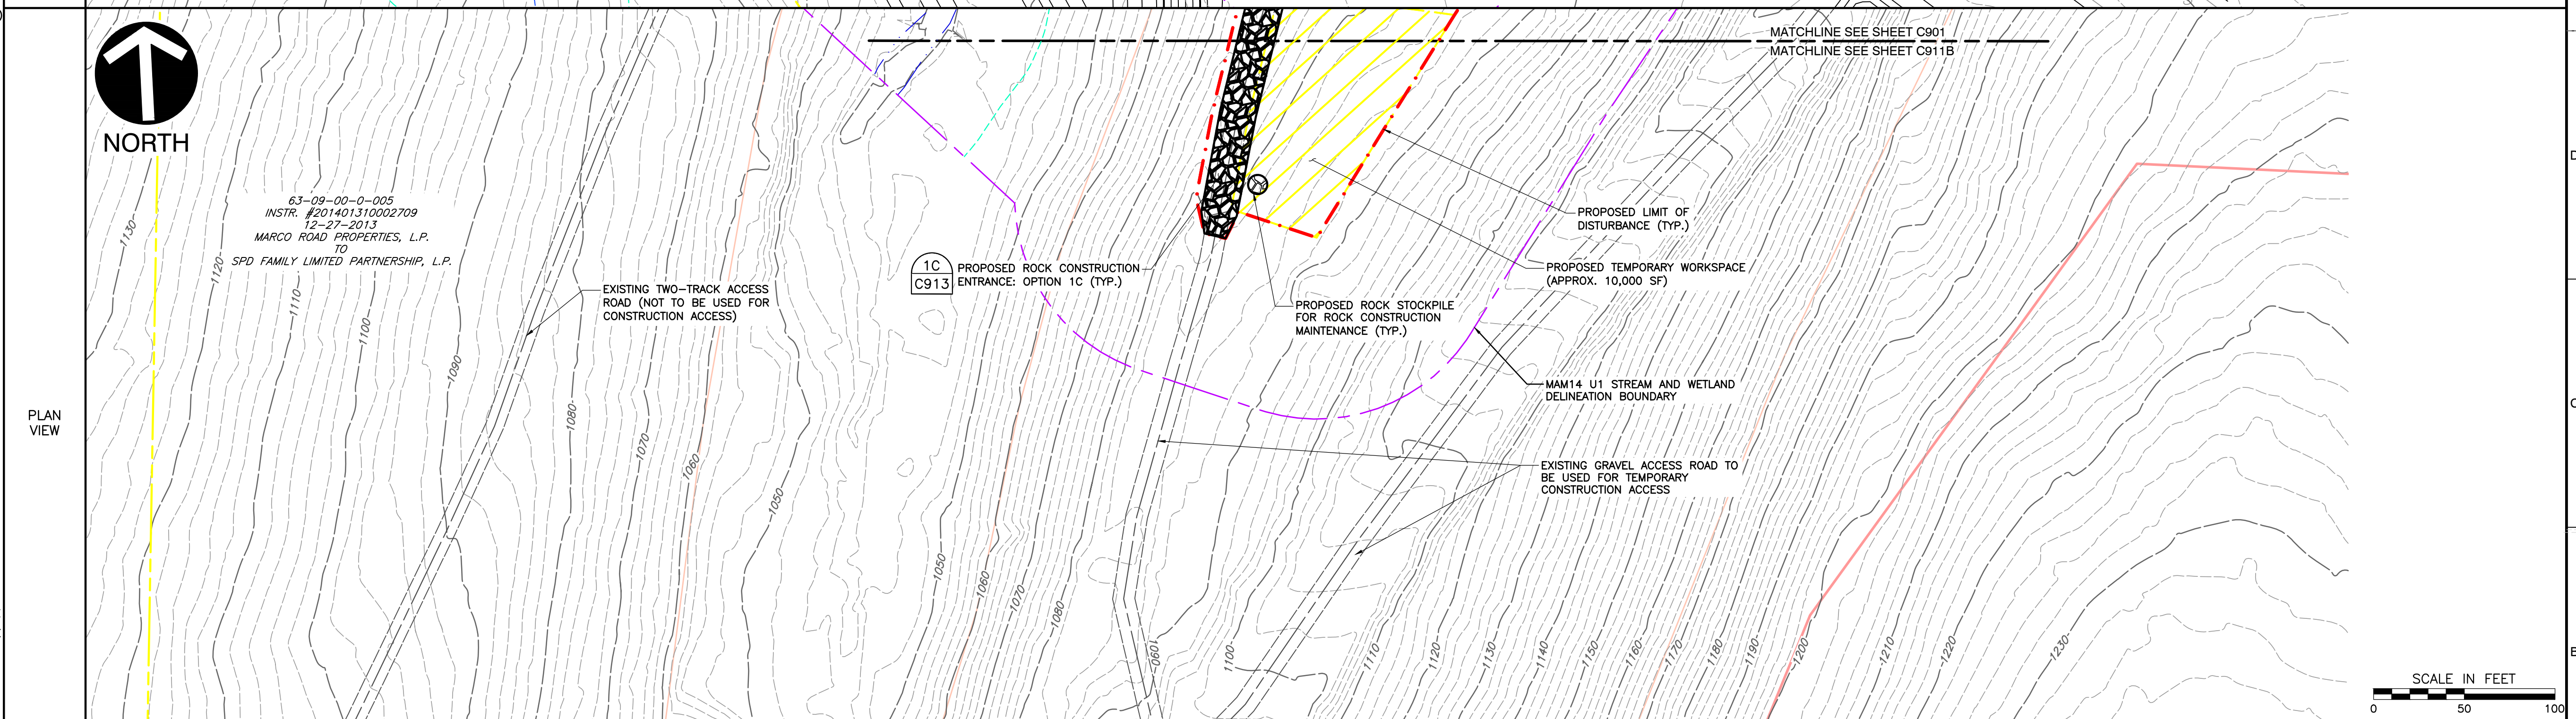 MATCHLINE SEE SHEET C901
MATCHLINE SEE SHEET C911B
NORTH
63-09-00-0-005
INSTR. #201401310002709
12-27-2013
MARCO ROAD PROPERTIES, L.P.
TO
SPD FAMILY LIMITED PARTNERSHIP, L.P.
PROPOSED LIMIT OF
DISTURBANCE (TYP.)
1C
C913
PROPOSED ROCK CONSTRUCTION
ENTRANCE: OPTION 1C (TYP.)
PROPOSED TEMPORARY WORKSPACE
(APPROX. 10,000 SF)
EXISTING TWO-TRACK ACCESS
ROAD (NOT TO BE USED FOR
CONSTRUCTION ACCESS)
PROPOSED ROCK STOCKPILE
FOR ROCK CONSTRUCTION
MAINTENANCE (TYP.)
MAM14 U1 STREAM AND WETLAND
DELINEATION BOUNDARY
PLAN
VIEW
EXISTING GRAVEL ACCESS ROAD TO
BE USED FOR TEMPORARY
CONSTRUCTION ACCESS
1130
1120
1110
1100
1090
1080
1070
1060
1050
1050
1060
1070
1080
1090
1100
1110
1120
1130
1140
1150
1160
1170
1180
1190
1200
1210
1220
1230
SCALE IN FEET
0 50 100